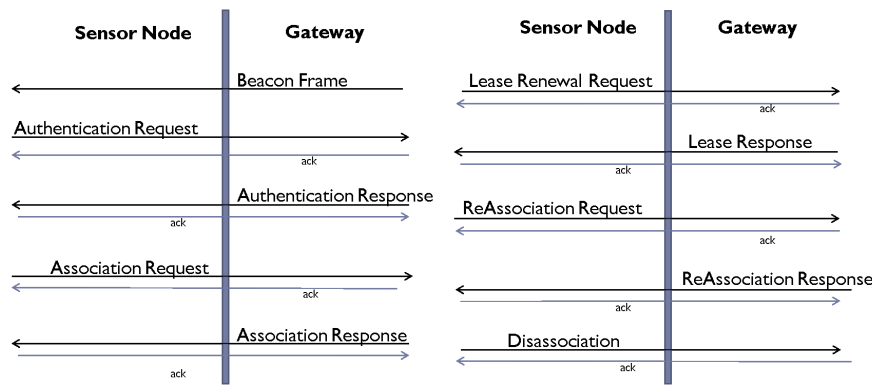 Sensor Node Gateway
Beacon Frame
Authentication Request
ack
Authentication Response
ack
Association Request
ack
Association Response
ack
Sensor Node Gateway
Lease Renewal Request
ack
Lease Response
ack
ReAssociation Request
ack
ReAssociation Response
ack
Disassociation
ack